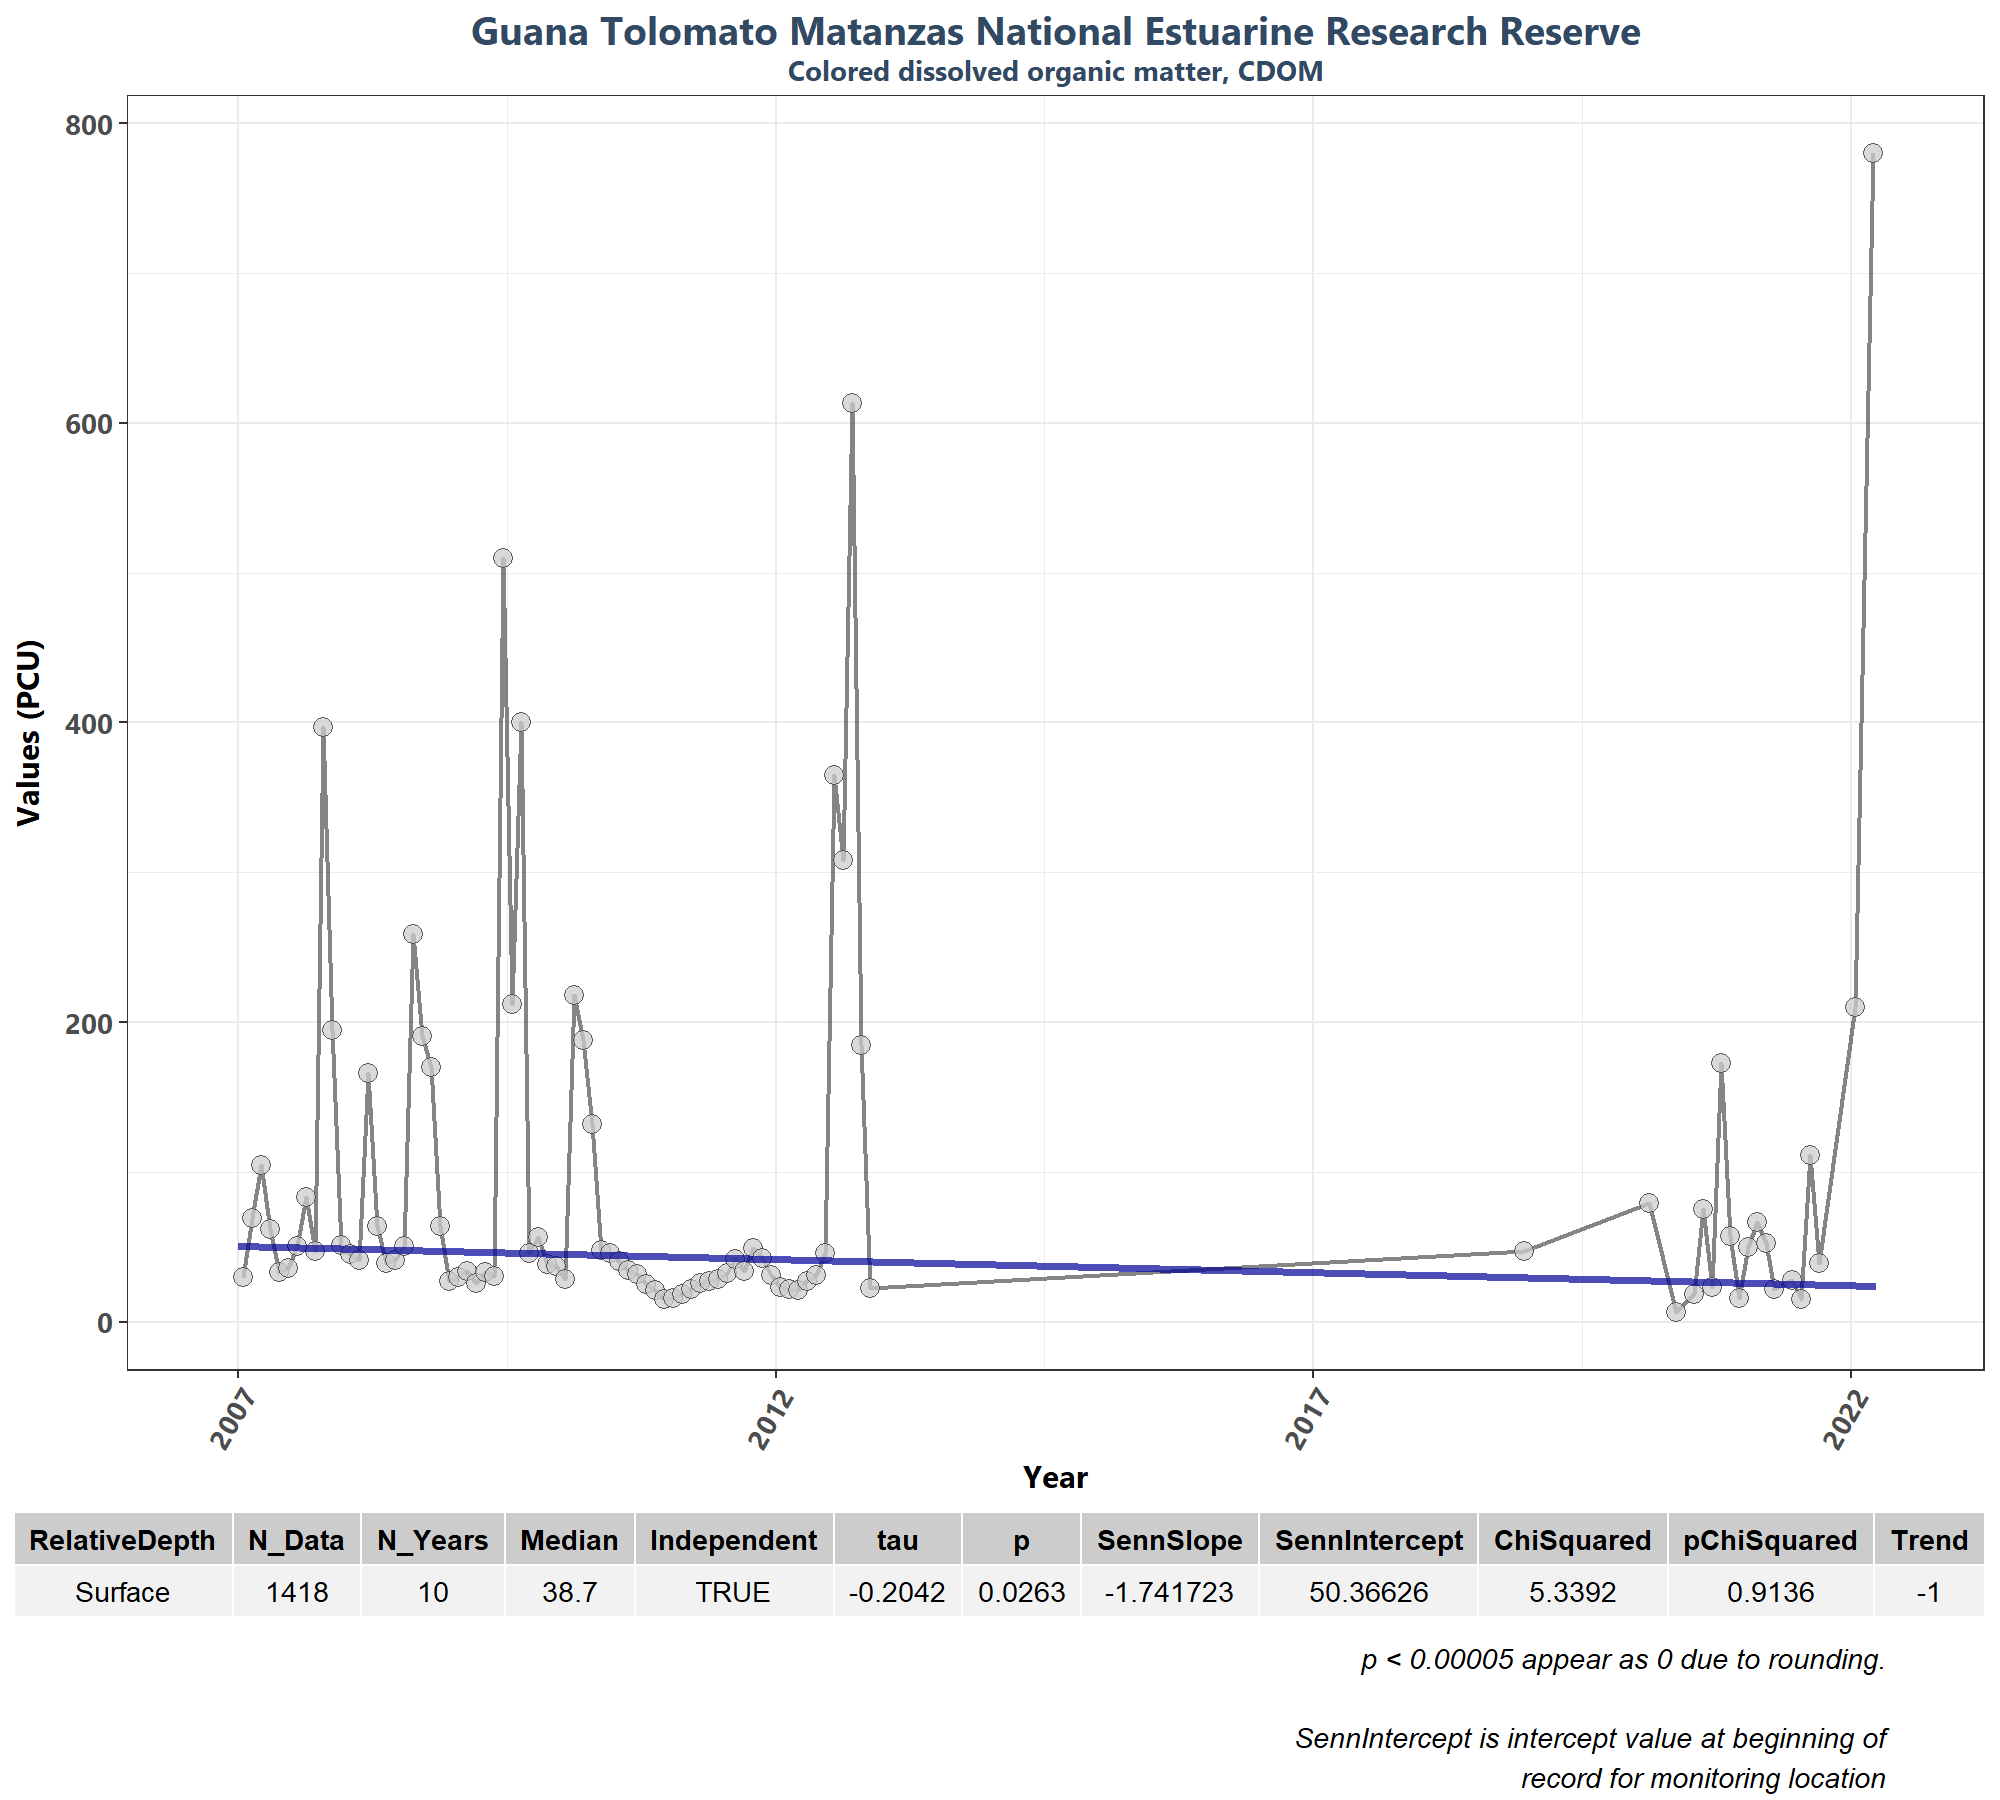 Guana Tolomato Matanzas National Estuarine Research Reserve
Colored dissolved organic matter, CDOM
800
600
400
200
0
Values (PCU)
2007 2012 2017 2022
Year
RelativeDepth N_Data N_Years Median Independent tau p SennSlope SennIntercept ChiSquared pChiSquared Trend
Surface 1418 10 38.7 TRUE -0.2042 0.0263 -1.741723 50.36626 5.3392 0.9136 -1
p < 0.00005 appear as 0 due to rounding.
SennIntercept is intercept value at beginning of
record for monitoring location